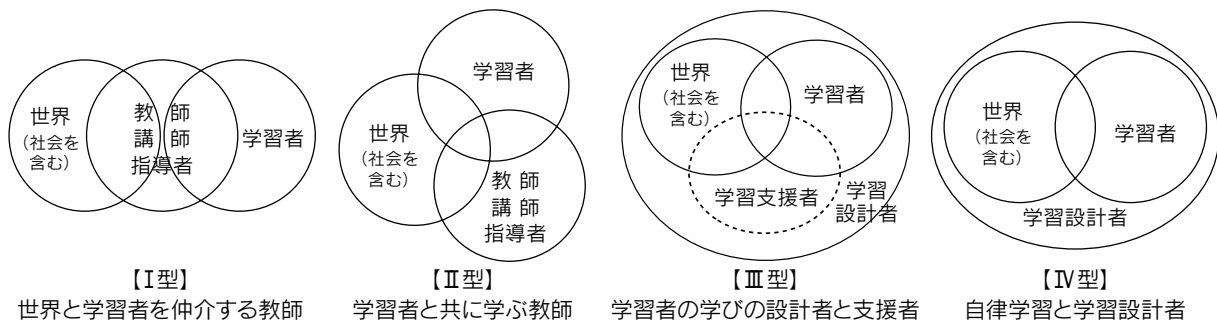 世界
(社会を
含む)
教 師
講 師
指導者
学習者
【Ⅰ型】
世界と学習者を仲介する教師
学習者
世界
(社会を
含む)
教 師
講 師
指導者
【Ⅱ型】
学習者と共に学ぶ教師
世界
(社会を
含む)
学習者
学習支援者
学習
設計者
【Ⅲ型】
学習者の学びの設計者と支援者
世界
(社会を
含む)
学習者
学習設計者
【Ⅳ型】
自律学習と学習設計者